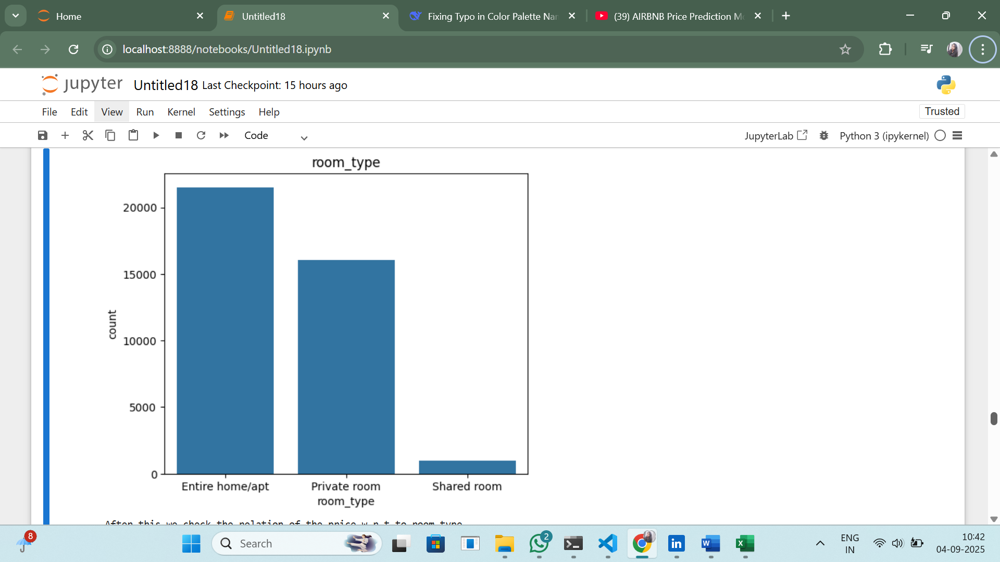 Home
Untitled18
Fixing Typo in Color Palette Nam
(39) AIRBNB Price Prediction Mo
localhost:8888/notebooks/Untitled18.ipynb
jupyter Untitled18 Last Checkpoint: 15 hours ago
File Edit View Run Kernel Settings Help Trusted
Code JupyterLab Python 3 (ipykernel)
room_type
20000
15000
10000
5000
0
count
Entire home/apt Private room Shared room
room_type
After this we check the relation of the price w.r.t to room type
8
Search
2
ENG
IN
10:42
04-09-2025